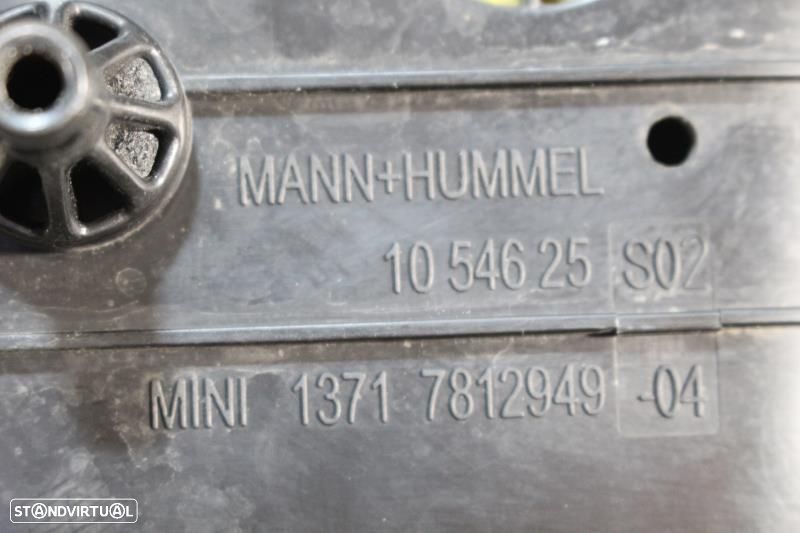 MANN+HUMMEL
10 546 25 S02
MINI 1371 7812949 -04
STANDVIRTUAL